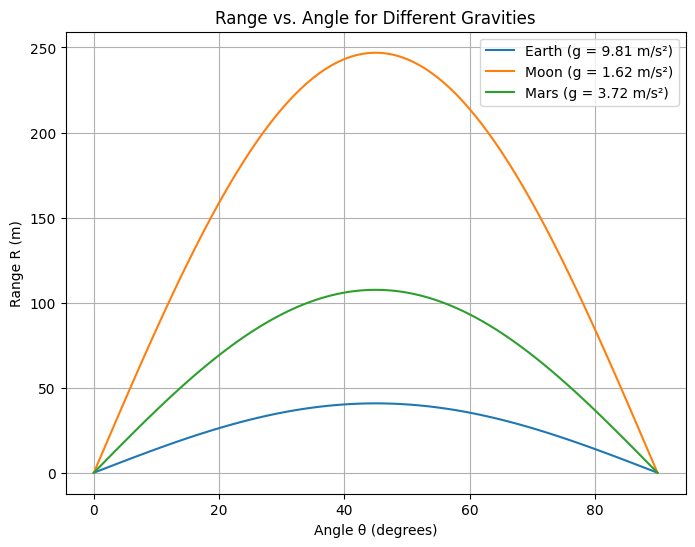 Range vs. Angle for Different Gravities
Earth (g = 9.81 m/s²)
Moon (g = 1.62 m/s²)
Mars (g = 3.72 m/s²)
Range R (m)
250
200
150
100
50
0
0 20 40 60 80
Angle θ (degrees)